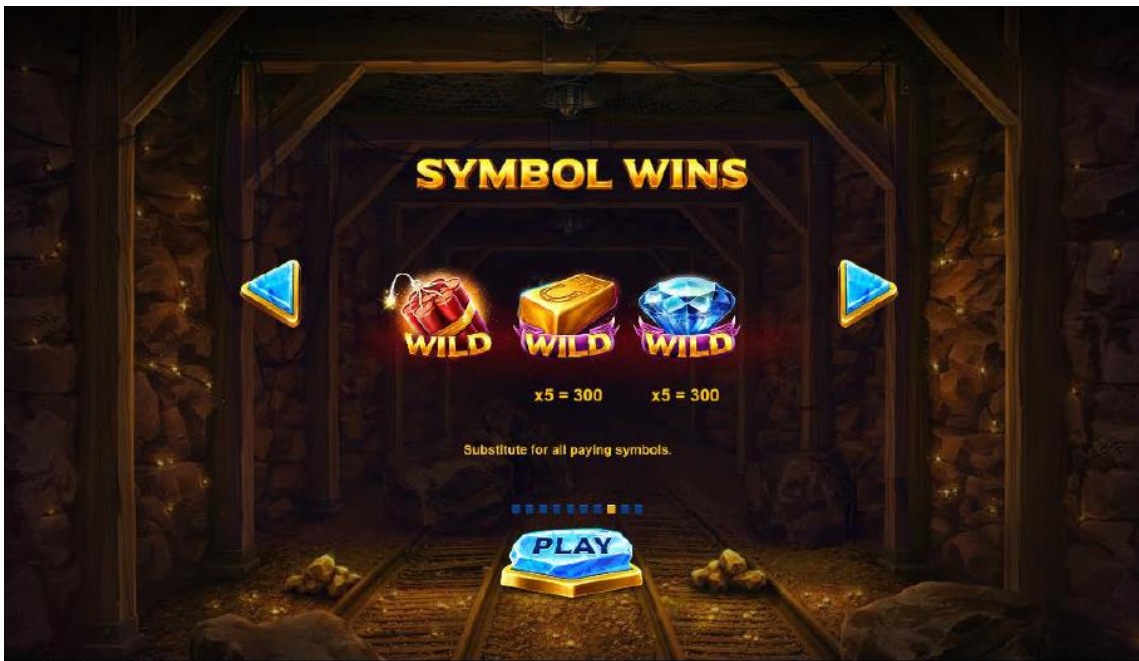 SYMBOL WINS
WILD WILD WILD
x5 = 300 x5 = 300
Substitute for all paying symbols.
PLAY